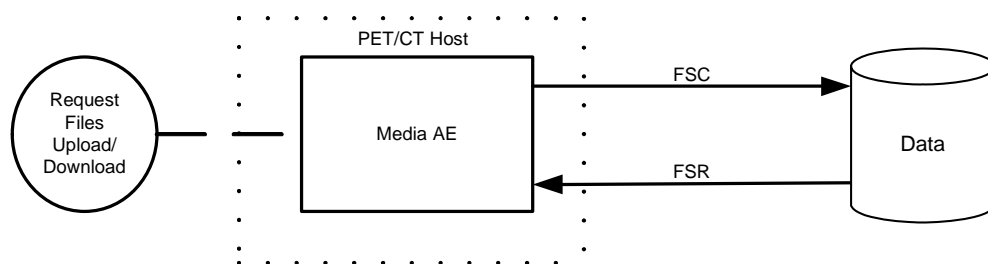 PET/CT Host
Request
Files
Upload/
Download
Media AE
FSC
FSR
Data